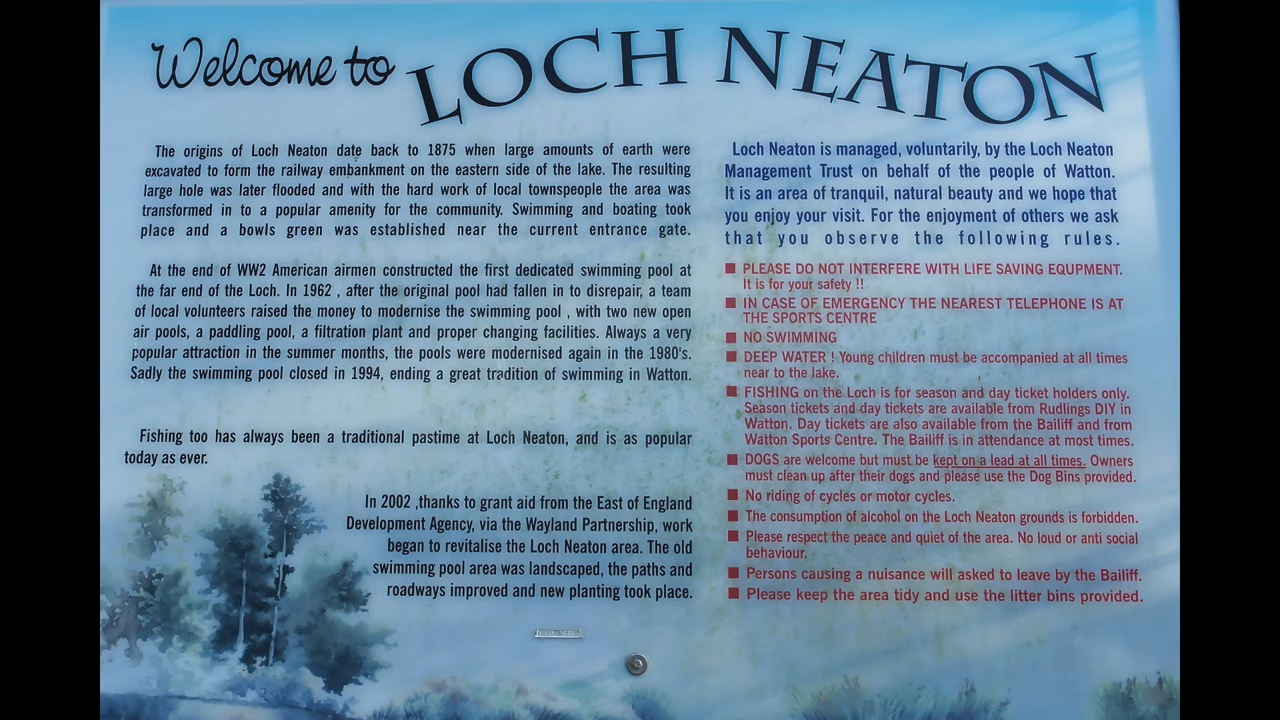 Welcome to LOCH NEATON
The origins of Loch Neaton date back to 1875 when large amounts of earth were
excavated to form the railway embankment on the eastern side of the lake. The resulting
large hole was later flooded and with the hard work of local townspeople the area was
transformed in to a popular amenity for the community. Swimming and boating took
place and a bowls green was established near the current entrance gate.
At the end of WW2 American airmen constructed the first dedicated swimming pool at
the far end of the Loch. In 1962 , after the original pool had fallen in to disrepair, a team
of local volunteers raised the money to modernise the swimming pool , with two new open
air pools, a paddling pool, a filtration plant and proper changing facilities. Always a very
popular attraction in the summer months, the pools were modernised again in the 1980's.
Sadly the swimming pool closed in 1994, ending a great tradition of swimming in Watton.
Fishing too has always been a traditional pastime at Loch Neaton, and is as popular
today as ever.
In 2002 ,thanks to grant aid from the East of England
Development Agency, via the Wayland Partnership, work
began to revitalise the Loch Neaton area. The old
swimming pool area was landscaped, the paths and
roadways improved and new planting took place.
Loch Neaton is managed, voluntarily, by the Loch Neaton
Management Trust on behalf of the people of Watton.
It is an area of tranquil, natural beauty and we hope that
you enjoy your visit. For the enjoyment of others we ask
that you observe the following rules.
■ PLEASE DO NOT INTERFERE WITH LIFE SAVING EQUPMENT.
It is for your safety !!
■ IN CASE OF EMERGENCY THE NEAREST TELEPHONE IS AT
THE SPORTS CENTRE
■ NO SWIMMING
■ DEEP WATER ! Young children must be accompanied at all times
near to the lake.
■ FISHING on the Loch is for season and day ticket holders only.
Season tickets and day tickets are available from Rudlings DIY in
Watton. Day tickets are also available from the Bailiff and from
Watton Sports Centre. The Bailiff is in attendance at most times.
■ DOGS are welcome but must be kept on a lead at all times. Owners
must clean up after their dogs and please use the Dog Bins provided.
■ No riding of cycles or motor cycles.
■ The consumption of alcohol on the Loch Neaton grounds is forbidden.
■ Please respect the peace and quiet of the area. No loud or anti social
behaviour.
■ Persons causing a nuisance will asked to leave by the Bailiff.
■ Please keep the area tidy and use the litter bins provided.